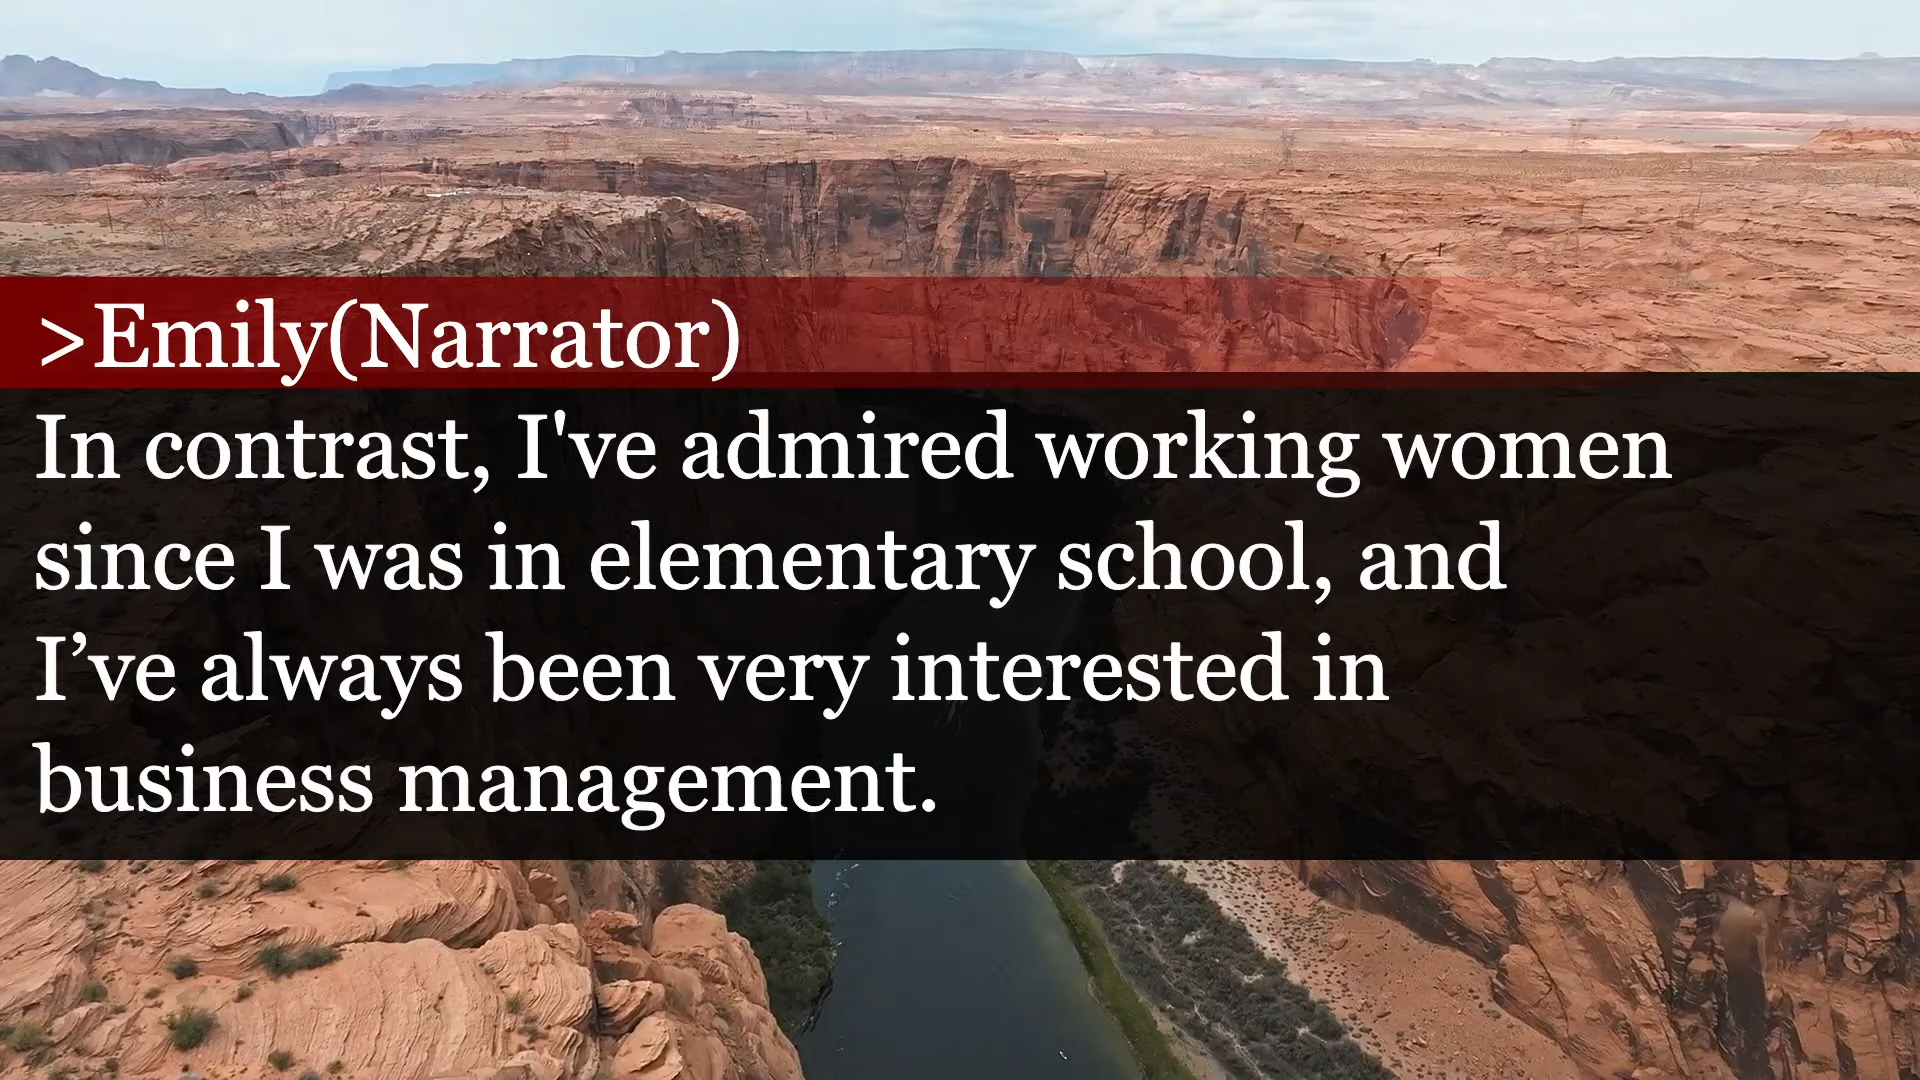 >Emily(Narrator)
In contrast, I've admired working women
since I was in elementary school, and
I’ve always been very interested in
business management.